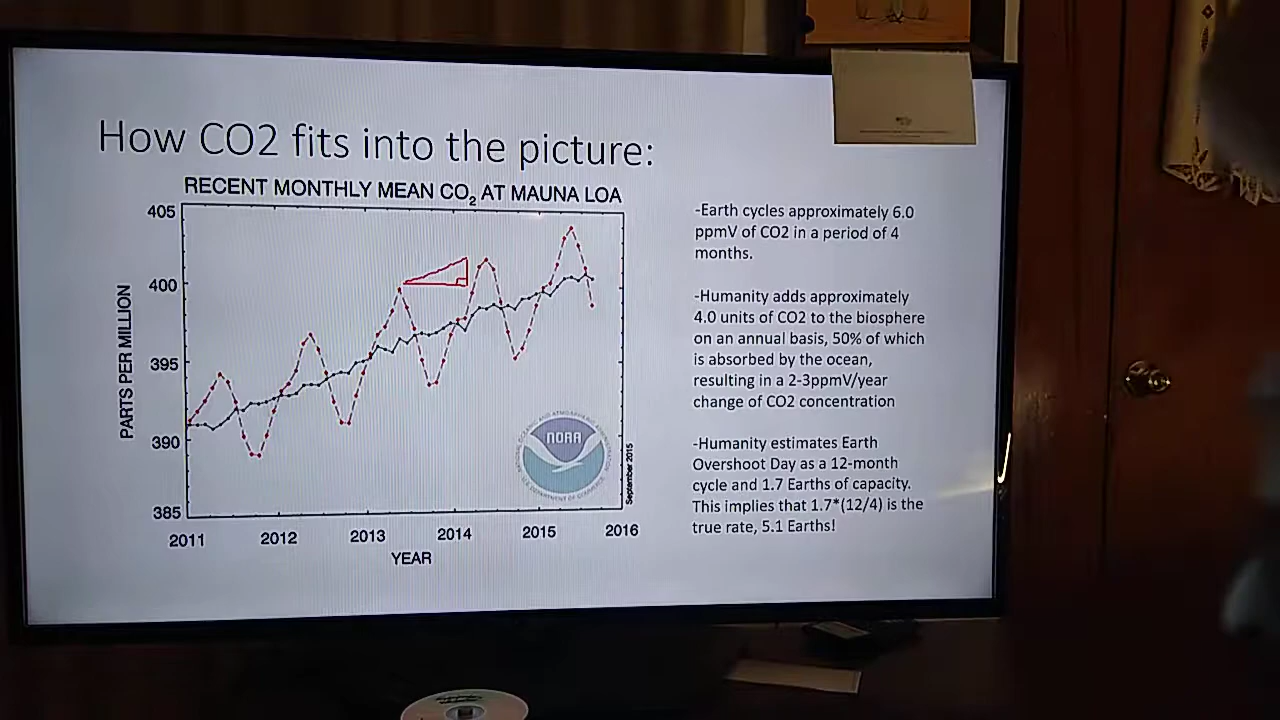 How CO2 fits into the picture:
RECENT MONTHLY MEAN CO₂ AT MAUNA LOA
405
400
395
390
385
PARTS PER MILLION
2011 2012 2013 2014 2015 2016
YEAR
NOAA
September 2015
-Earth cycles approximately 6.0
ppmV of CO2 in a period of 4
months.
-Humanity adds approximately
4.0 units of CO2 to the biosphere
on an annual basis, 50% of which
is absorbed by the ocean,
resulting in a 2-3ppmV/year
change of CO2 concentration
-Humanity estimates Earth
Overshoot Day as a 12-month
cycle and 1.7 Earths of capacity.
This implies that 1.7*(12/4) is the
true rate, 5.1 Earths!